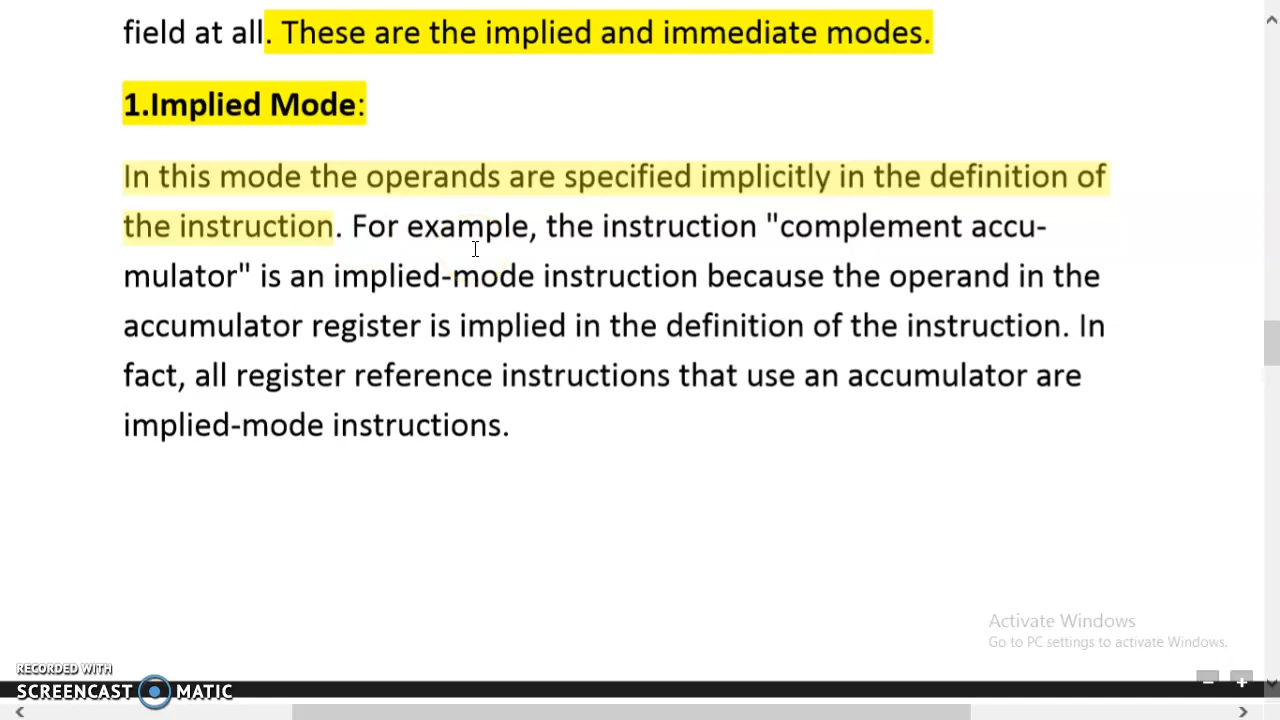 field at all. These are the implied and immediate modes.
1.Implied Mode:
In this mode the operands are specified implicitly in the definition of
the instruction. For example, the instruction "complement accu-
mulator" is an implied-mode instruction because the operand in the
accumulator register is implied in the definition of the instruction. In
fact, all register reference instructions that use an accumulator are
implied-mode instructions.
Activate Windows
Go to PC settings to activate Windows.
RECORDED WITH
SCREENCAST MATIC